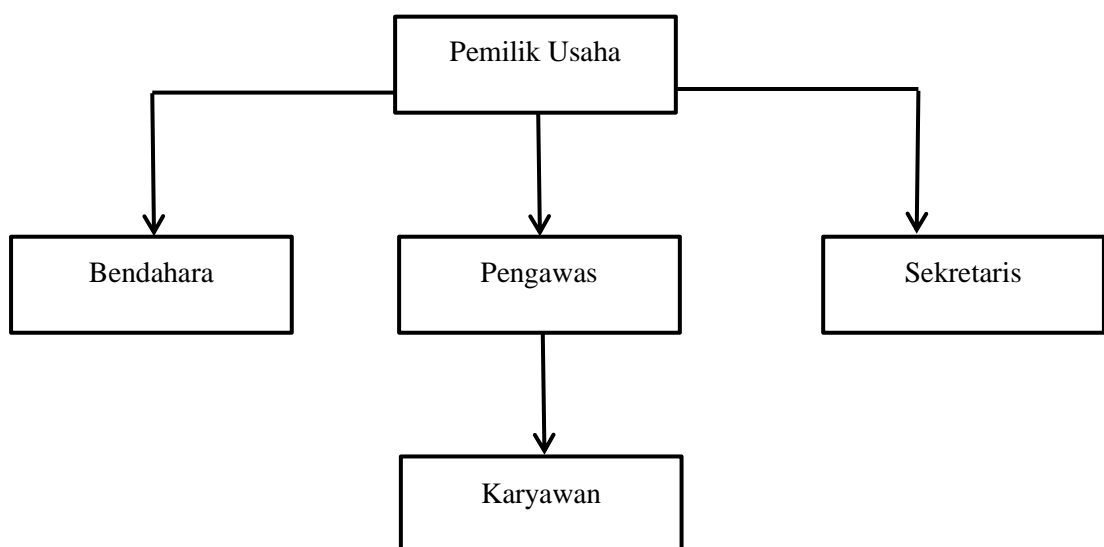 Pemilik Usaha
Bendahara
Pengawas
Sekretaris
Karyawan